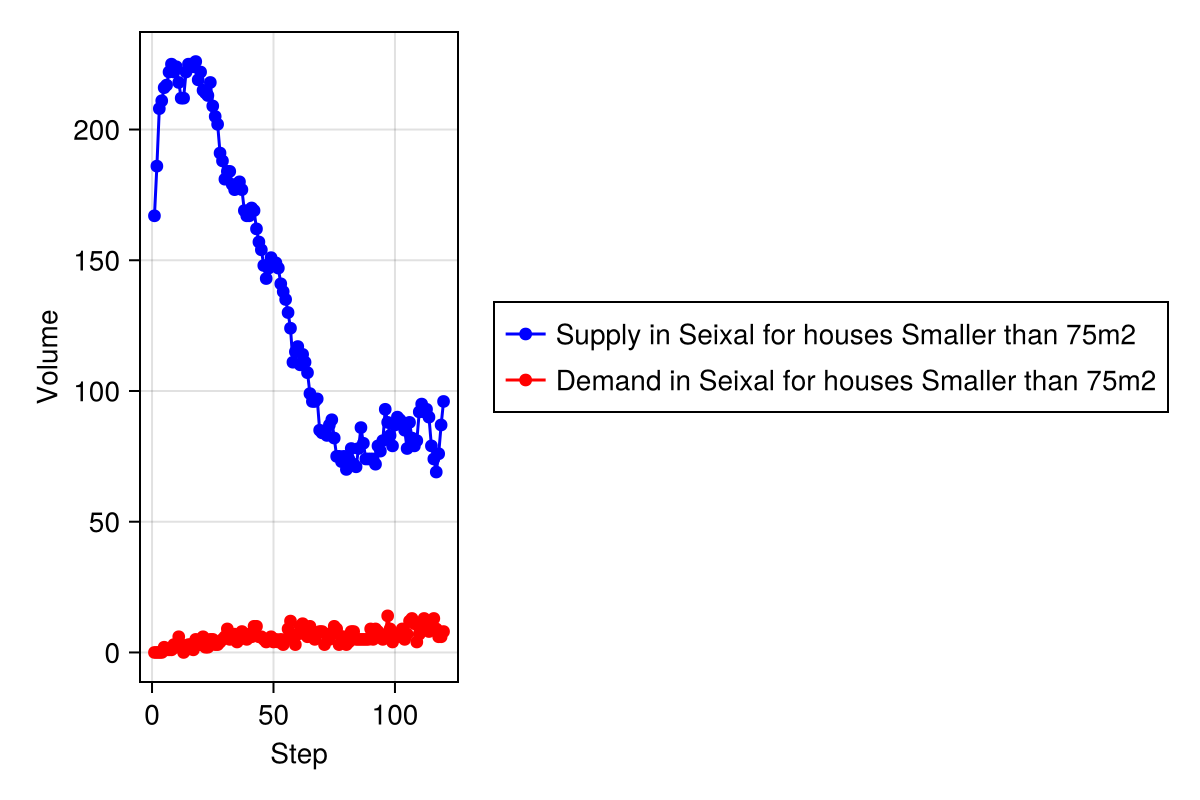 Volume
200
150
100
50
0
0 50 100
Step
Supply in Seixal for houses Smaller than 75m2
Demand in Seixal for houses Smaller than 75m2